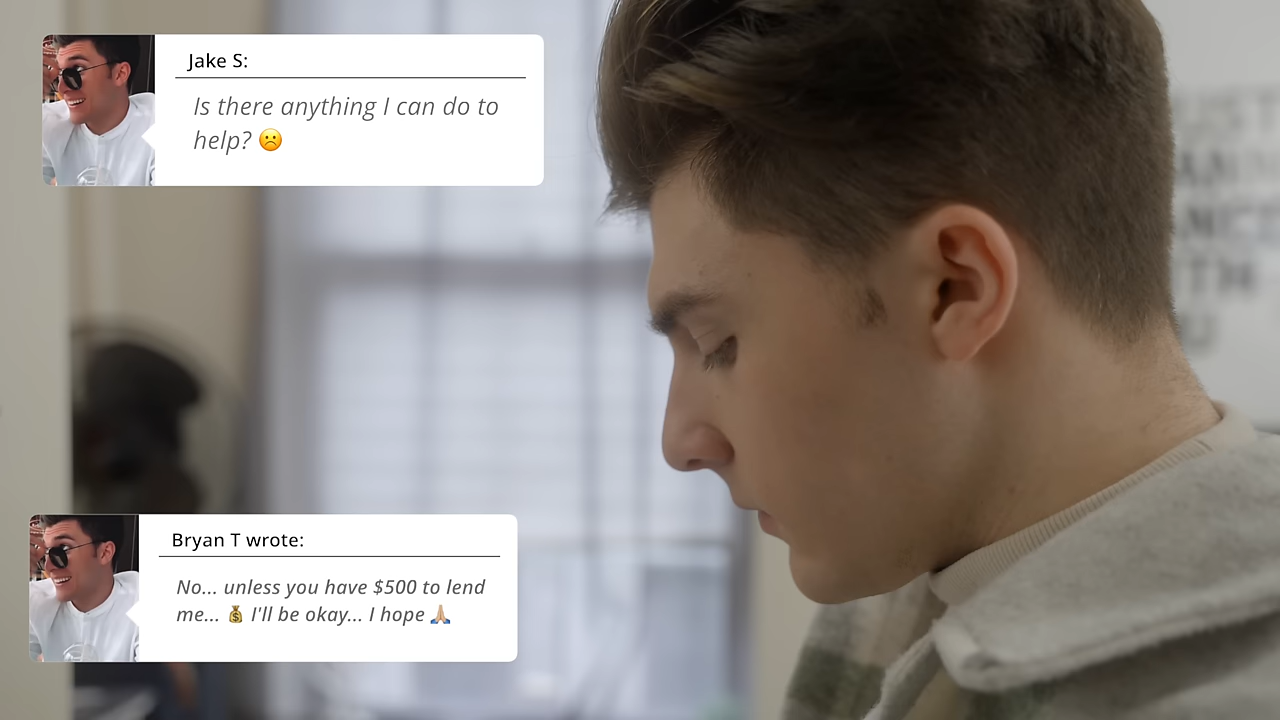 Jake S:
Is there anything I can do to
help? ☹️
Bryan T wrote:
No... unless you have $500 to lend
me... 💰 I'll be okay... I hope 🙏🏼